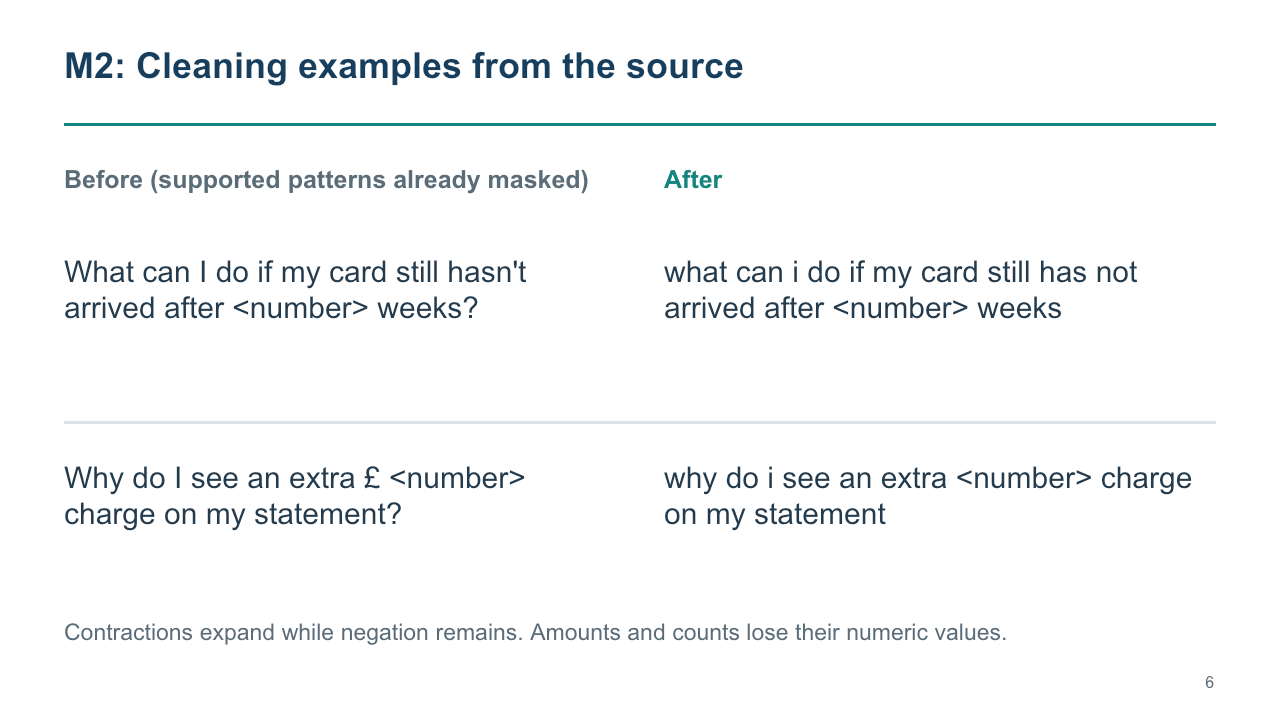 M2: Cleaning examples from the source
Before (supported patterns already masked)
After
What can I do if my card still hasn't
arrived after <number> weeks?
what can i do if my card still has not
arrived after <number> weeks
Why do I see an extra £ <number>
charge on my statement?
why do i see an extra <number> charge
on my statement
Contractions expand while negation remains. Amounts and counts lose their numeric values.
6